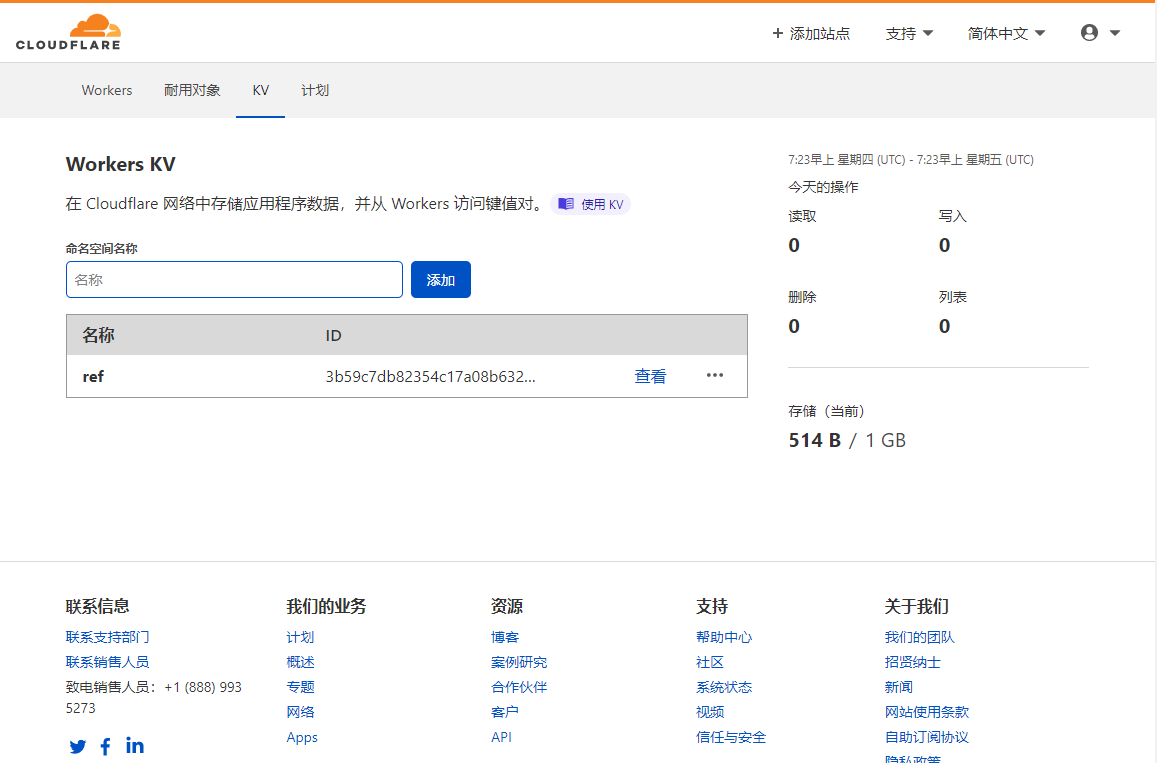 CLOUDFLARE
+ 添加站点 支持 简体中文
Workers 耐用对象 KV 计划
Workers KV
在 Cloudflare 网络中存储应用程序数据，并从 Workers 访问键值对。 使用 KV
命名空间名称
名称
添加
名称 ID
ref 3b59c7db82354c17a08b632... 查看 •••
7:23早上 星期四 (UTC) - 7:23早上 星期五 (UTC)
今天的操作
读取 写入
0 0
删除 列表
0 0
存储（当前）
514 B / 1 GB
联系信息
联系支持部门
联系销售人员
致电销售人员：+1 (888) 993
5273
我们的业务
计划
概述
专题
网络
Apps
资源
博客
案例研究
合作伙伴
客户
API
支持
帮助中心
社区
系统状态
视频
信任与安全
关于我们
我们的团队
招贤纳士
新闻
网站使用条款
自助订阅协议
隐私政策